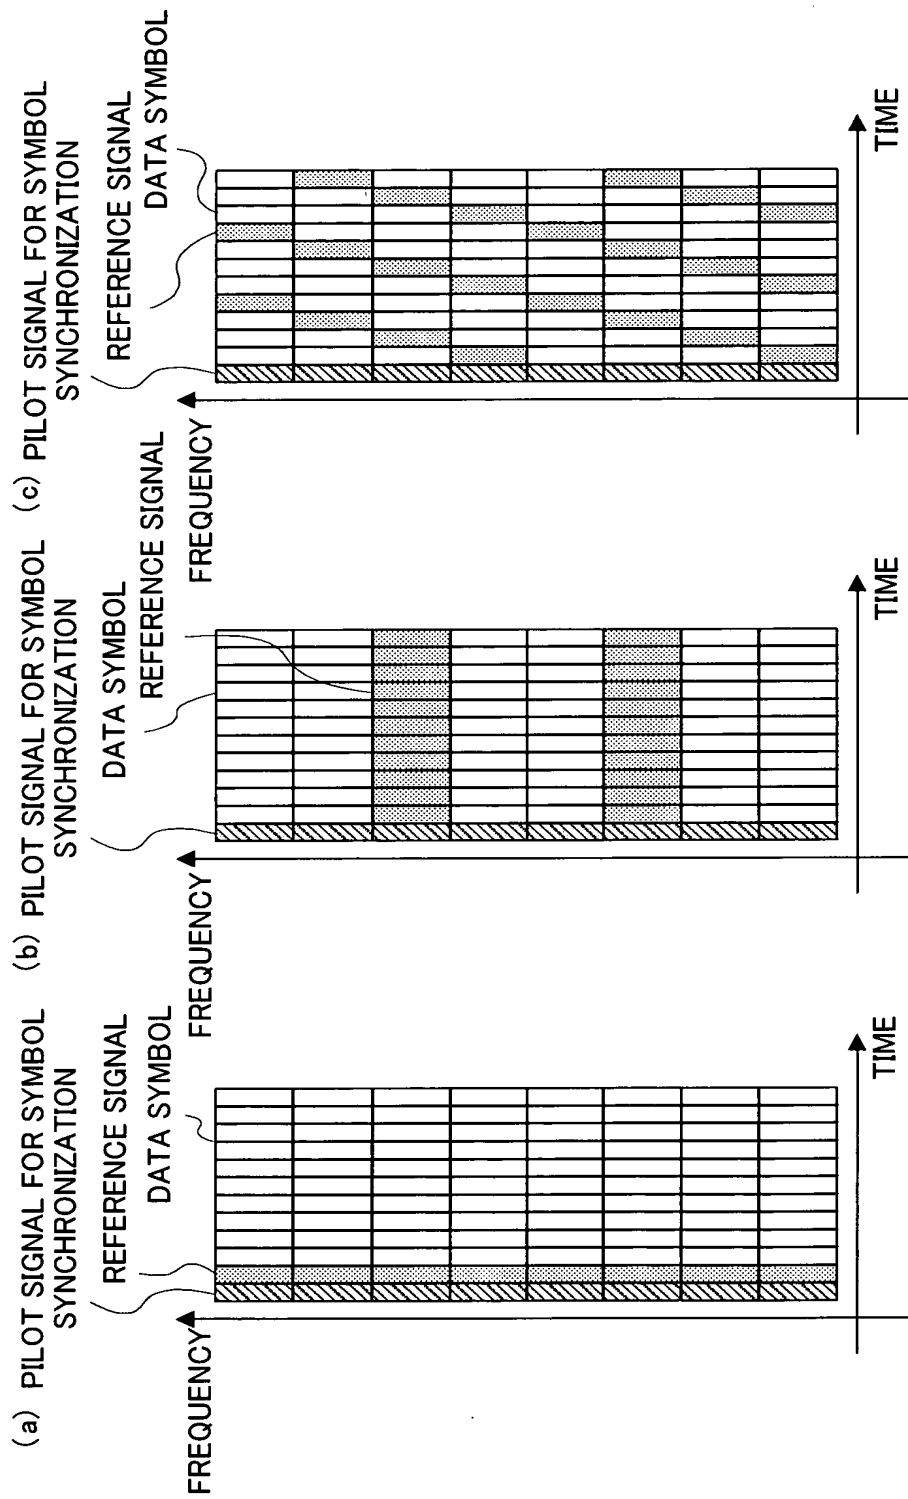 (a) PILOT SIGNAL FOR SYMBOL
SYNCHRONIZATION
REFERENCE SIGNAL
DATA SYMBOL
FREQUENCY
TIME
(b) PILOT SIGNAL FOR SYMBOL
SYNCHRONIZATION
DATA SYMBOL
REFERENCE SIGNAL
FREQUENCY
TIME
(c) PILOT SIGNAL FOR SYMBOL
SYNCHRONIZATION
REFERENCE SIGNAL
DATA SYMBOL
FREQUENCY
TIME